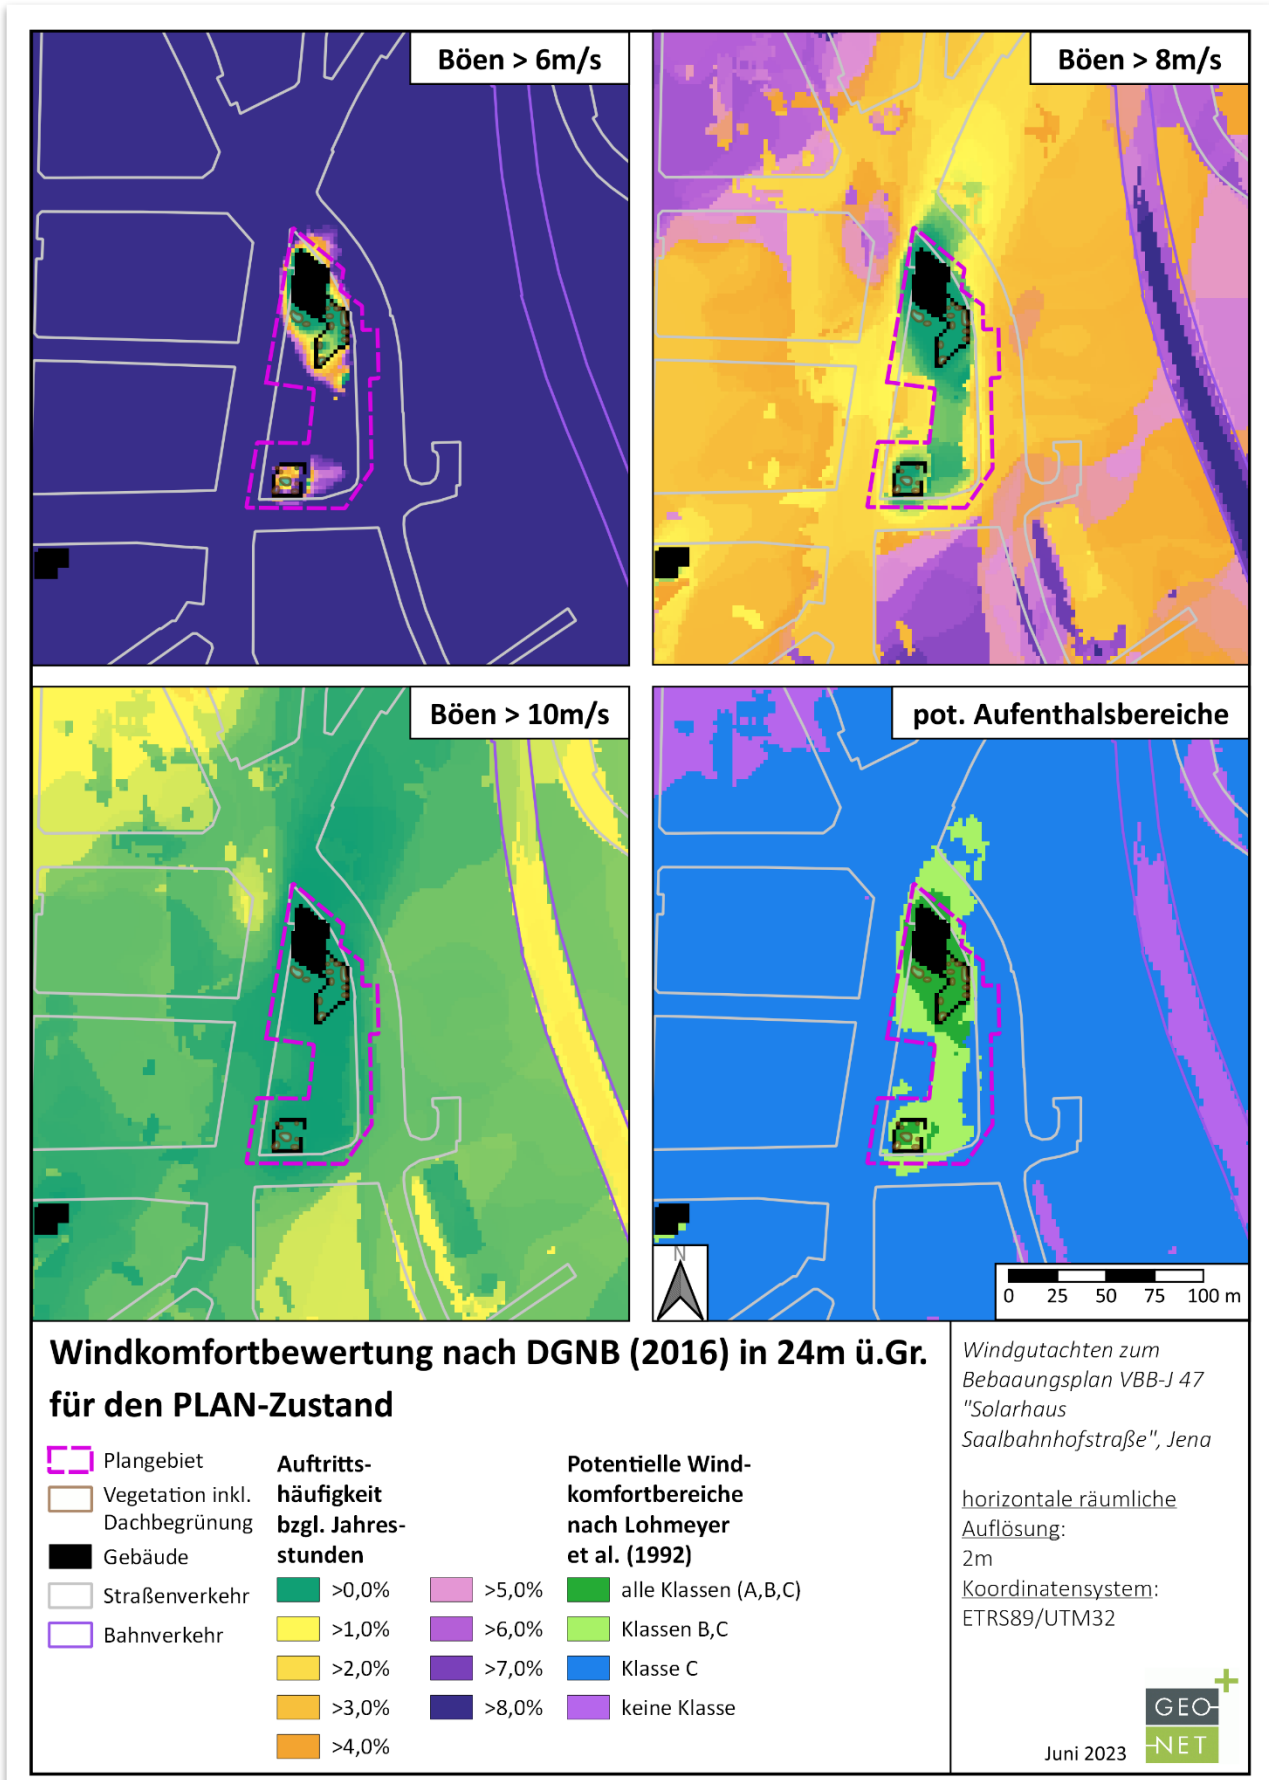 Böen > 6m/s
Böen > 8m/s
Böen > 10m/s
pot. Aufenthalsbereiche
N
0 25 50 75 100 m
Windkomfortbewertung nach DGNB (2016) in 24m ü.Gr.
für den PLAN-Zustand
Plangebiet
Vegetation inkl.
Dachbegrünung
Gebäude
Straßenverkehr
Bahnverkehr
Auftritts-
häufigkeit
bzgl. Jahres-
stunden
>0,0%
>1,0%
>2,0%
>3,0%
>4,0%
>5,0%
>6,0%
>7,0%
>8,0%
Potentielle Wind-
komfortbereiche
nach Lohmeyer
et al. (1992)
alle Klassen (A,B,C)
Klassen B,C
Klasse C
keine Klasse
Windgutachten zum
Bebaaungsplan VBB-J 47
"Solarhaus
Saalbahnhofstraße", Jena
horizontale räumliche
Auflösung:
2m
Koordinatensystem:
ETRS89/UTM32
Juni 2023
GEO
NET